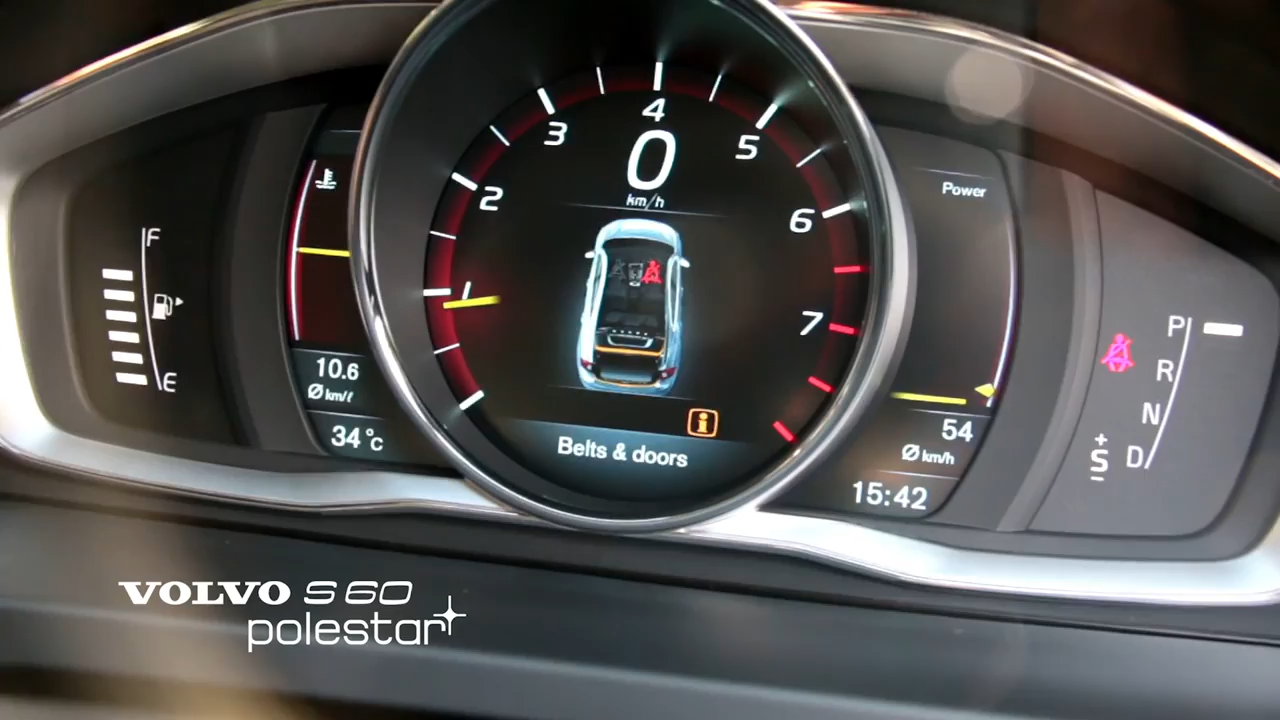 F
E
10.6
Ø km/ℓ
34 °C
1
2
3
4
5
6
7
0
km/h
i
Belts & doors
Power
54
Ø km/h
15:42
P
R
N
D
+
S
−
VOLVO S60
polestar